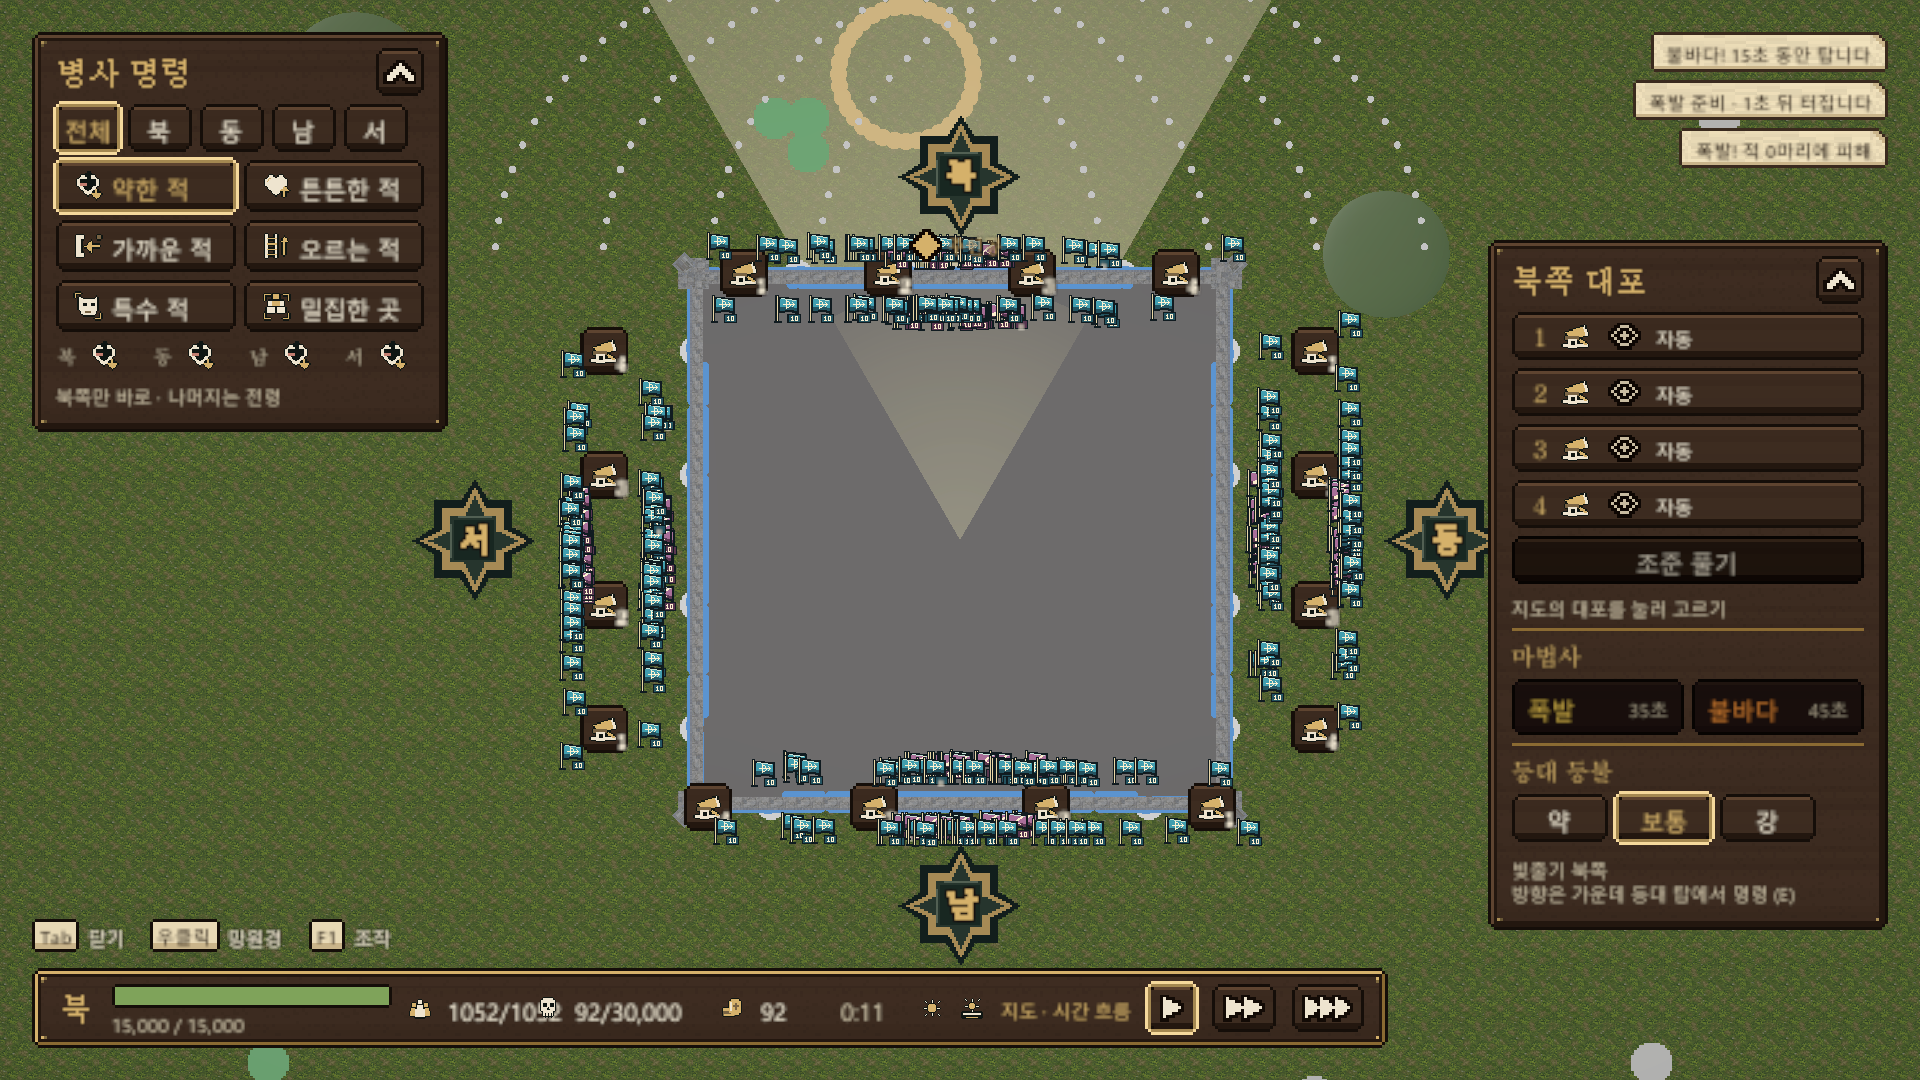 병사 명령
전체 북 동 남 서
약한 적 튼튼한 적
가까운 적 오르는 적
특수 적 밀집한 곳
북 동 남 서
북쪽만 바로 · 나머지는 전령
불바다! 15초 동안 탑니다
폭발 준비 · 1초 뒤 터집니다
폭발! 적 0마리에 피해
북
서
동
남
북쪽 대포
1 자동
2 자동
3 자동
4 자동
조준 풀기
지도의 대포를 눌러 고르기
마법사
폭발 35초 불바다 45초
등대 등불
약 보통 강
빛줄기 북쪽
방향은 가운데 등대 탑에서 명령 (E)
Tab 닫기 우클릭 망원경 F1 조작
북 15,000 / 15,000 1052/1052 92/30,000 92 0:11 지도 · 시간 흐름